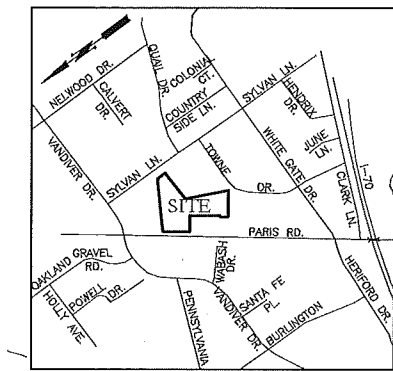 NELWOOD DR.
CALVERT
DR.
QUAIL DR.
COLONIAL
CT.
COUNTRY
SIDE LN.
SYLVAN LN.
HENDRIX
DR.
JUNE
LN.
I-70
VANDIVER DR.
SYLVAN LN.
TOWNE
DR.
WHITE GATE DR.
CLARK LN.
SITE
PARIS RD.
OAKLAND
GRAVEL
RD.
HOLLY AVE.
POWELL
DR.
PENNSYLVANIA
WABASH
DR.
VANDIVER DR.
SANTA FE
PL.
BURLINGTON
HERIFORD DR.